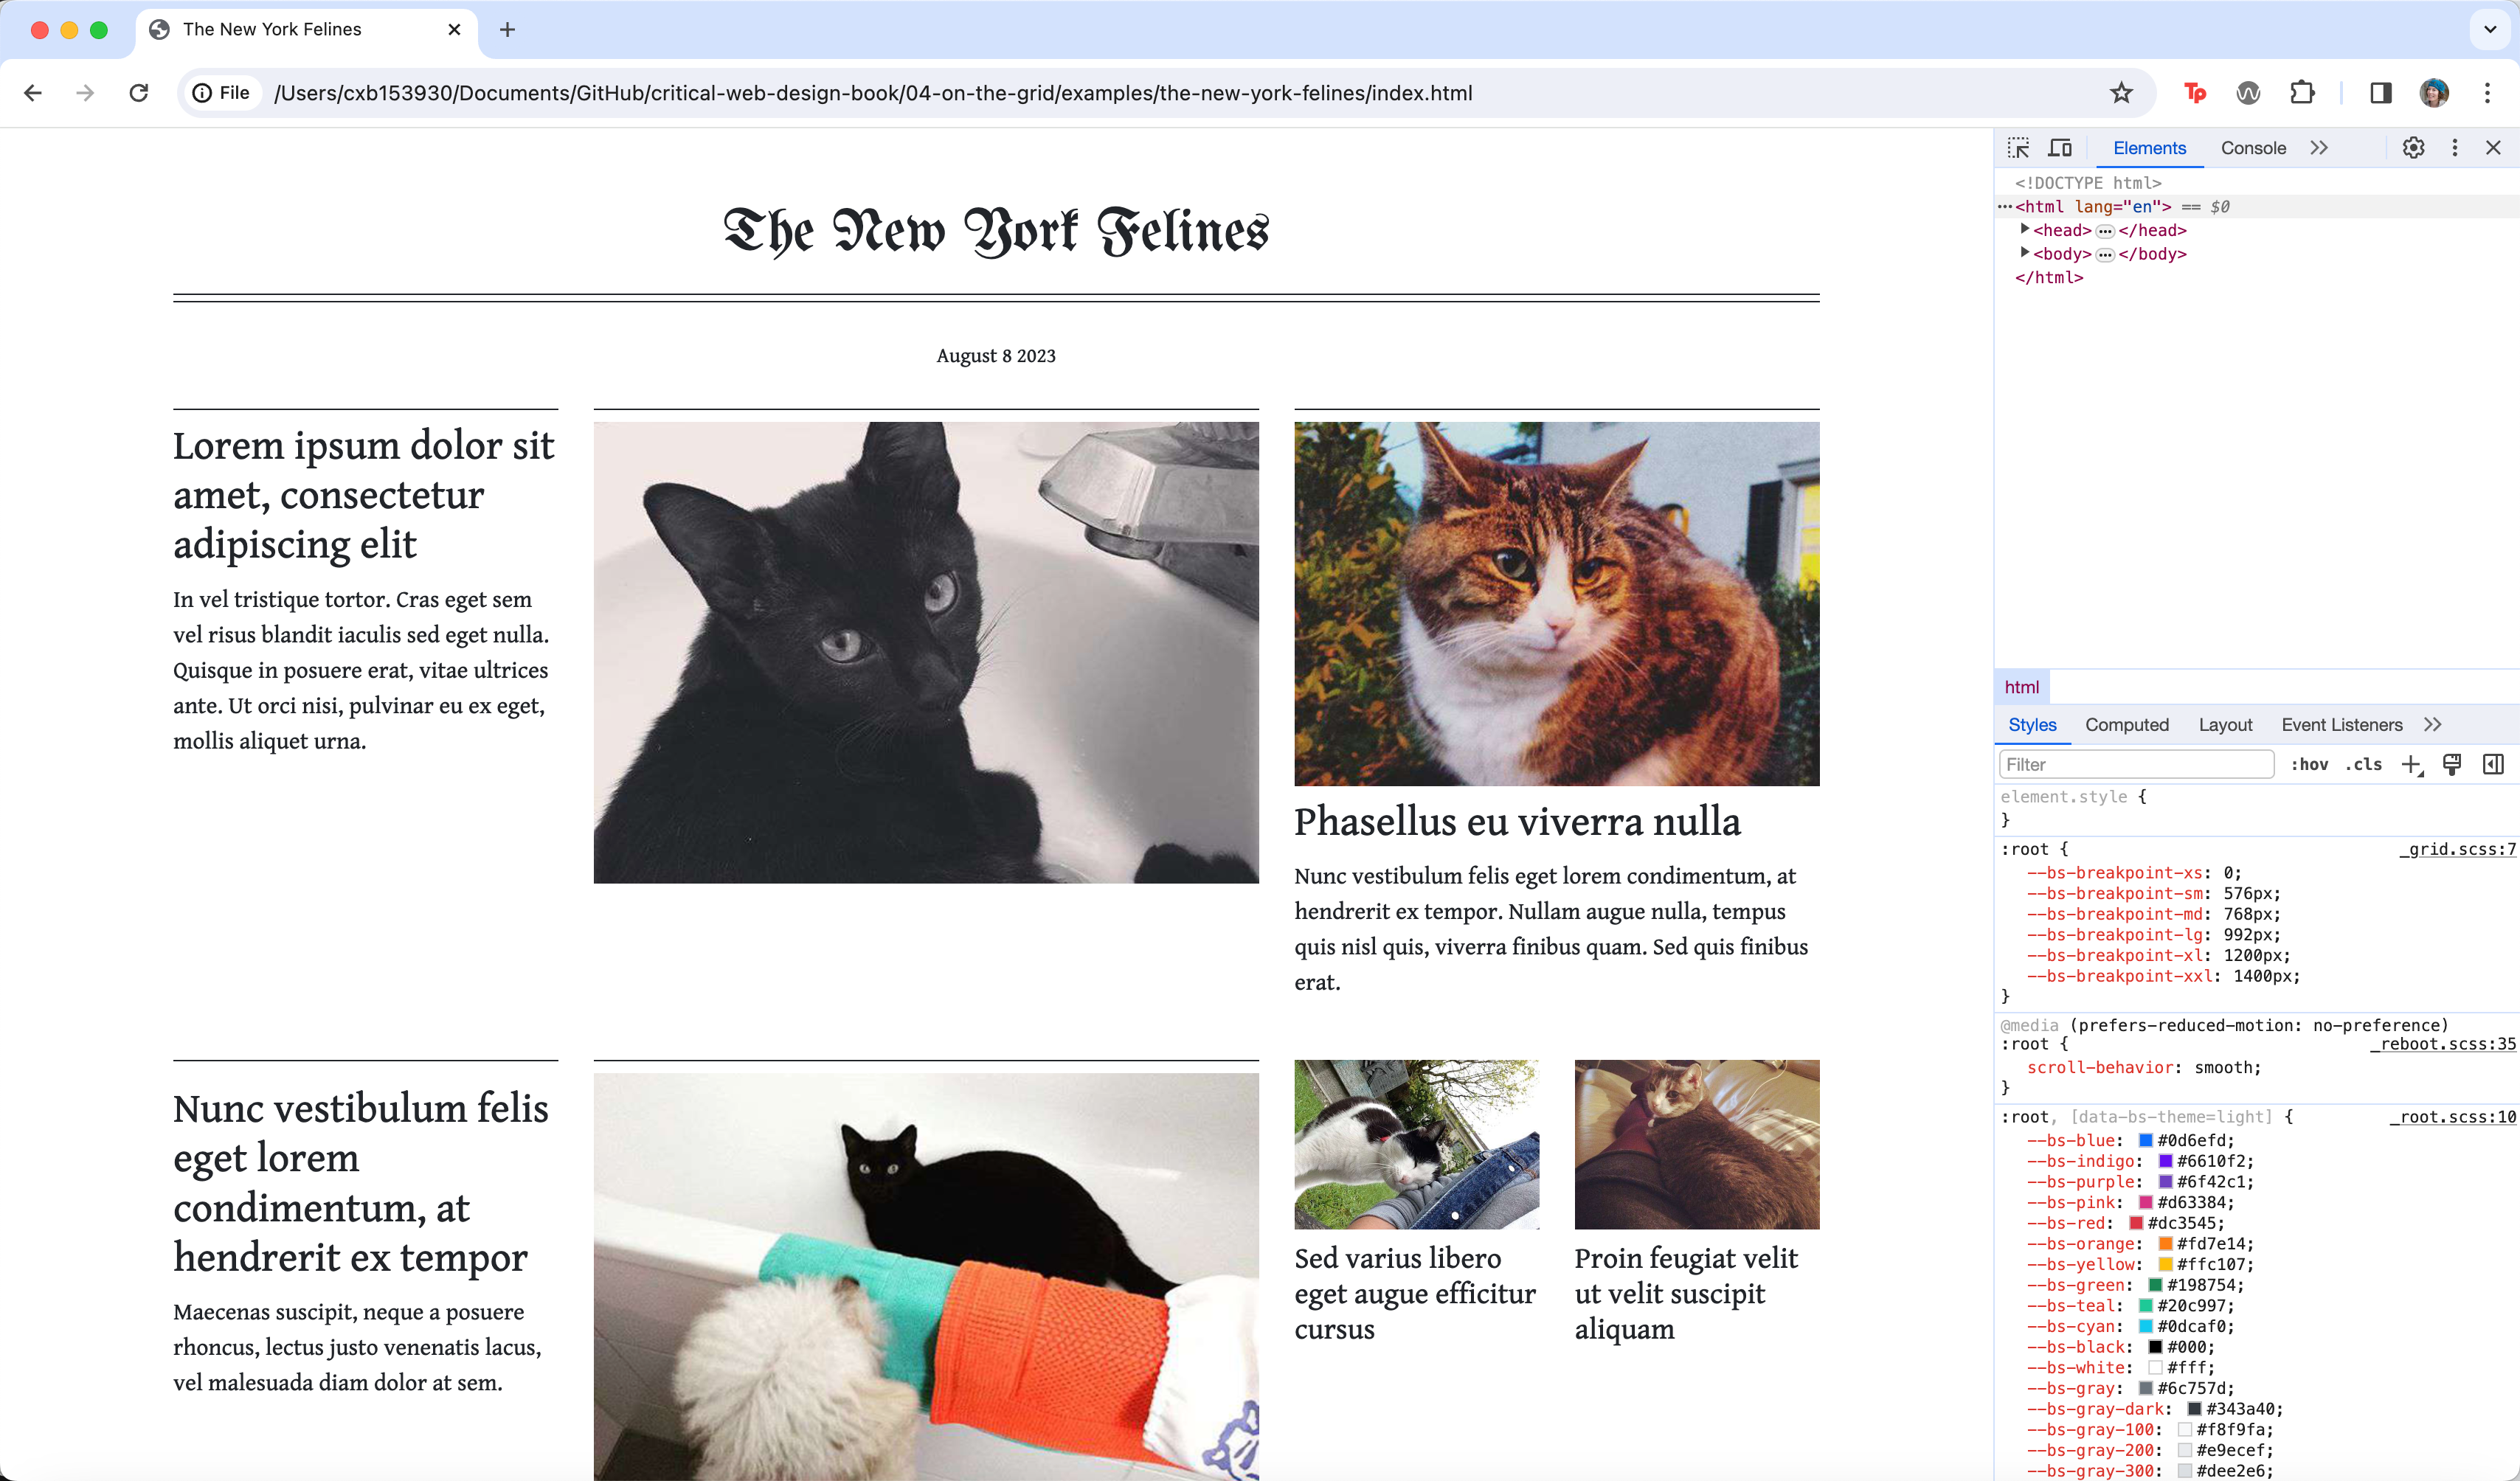 The New York Felines
File /Users/cxb153930/Documents/GitHub/critical-web-design-book/04-on-the-grid/examples/the-new-york-felines/index.html
Tp
The New York Felines
August 8 2023
Lorem ipsum dolor sit
amet, consectetur
adipiscing elit
In vel tristique tortor. Cras eget sem
vel risus blandit iaculis sed eget nulla.
Quisque in posuere erat, vitae ultrices
ante. Ut orci nisi, pulvinar eu ex eget,
mollis aliquet urna.
Phasellus eu viverra nulla
Nunc vestibulum felis eget lorem condimentum, at
hendrerit ex tempor. Nullam augue nulla, tempus
quis nisl quis, viverra finibus quam. Sed quis finibus
erat.
Nunc vestibulum felis
eget lorem
condimentum, at
hendrerit ex tempor
Maecenas suscipit, neque a posuere
rhoncus, lectus justo venenatis lacus,
vel malesuada diam dolor at sem.
Sed varius libero
eget augue efficitur
cursus
Proin feugiat velit
ut velit suscipit
aliquam
Elements Console
<!DOCTYPE html>
<html lang="en"> == $0
<head> </head>
<body> </body>
</html>
html
Styles Computed Layout Event Listeners
Filter :hov .cls
element.style {
}
:root { _grid.scss:7
--bs-breakpoint-xs: 0;
--bs-breakpoint-sm: 576px;
--bs-breakpoint-md: 768px;
--bs-breakpoint-lg: 992px;
--bs-breakpoint-xl: 1200px;
--bs-breakpoint-xxl: 1400px;
}
@media (prefers-reduced-motion: no-preference)
:root { _reboot.scss:35
scroll-behavior: smooth;
}
:root, [data-bs-theme=light] { _root.scss:10
--bs-blue: #0d6efd;
--bs-indigo: #6610f2;
--bs-purple: #6f42c1;
--bs-pink: #d63384;
--bs-red: #dc3545;
--bs-orange: #fd7e14;
--bs-yellow: #ffc107;
--bs-green: #198754;
--bs-teal: #20c997;
--bs-cyan: #0dcaf0;
--bs-black: #000;
--bs-white: #fff;
--bs-gray: #6c757d;
--bs-gray-dark: #343a40;
--bs-gray-100: #f8f9fa;
--bs-gray-200: #e9ecef;
--bs-gray-300: #dee2e6;